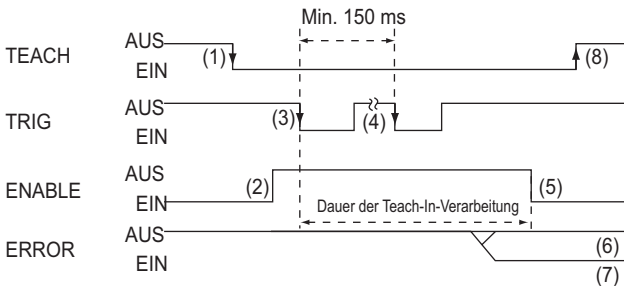 Min. 150 ms
TEACH AUS (1) (8)
EIN
TRIG AUS (3) (4)
EIN
ENABLE AUS (2) (5)
EIN Dauer der Teach-In-Verarbeitung
ERROR AUS (6)
EIN (7)